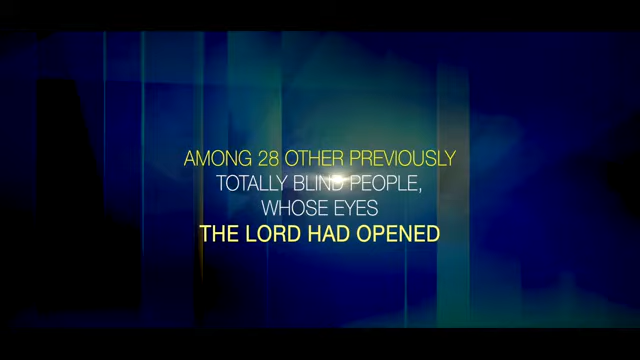 AMONG 28 OTHER PREVIOUSLY
TOTALLY BLIND PEOPLE,
WHOSE EYES
THE LORD HAD OPENED